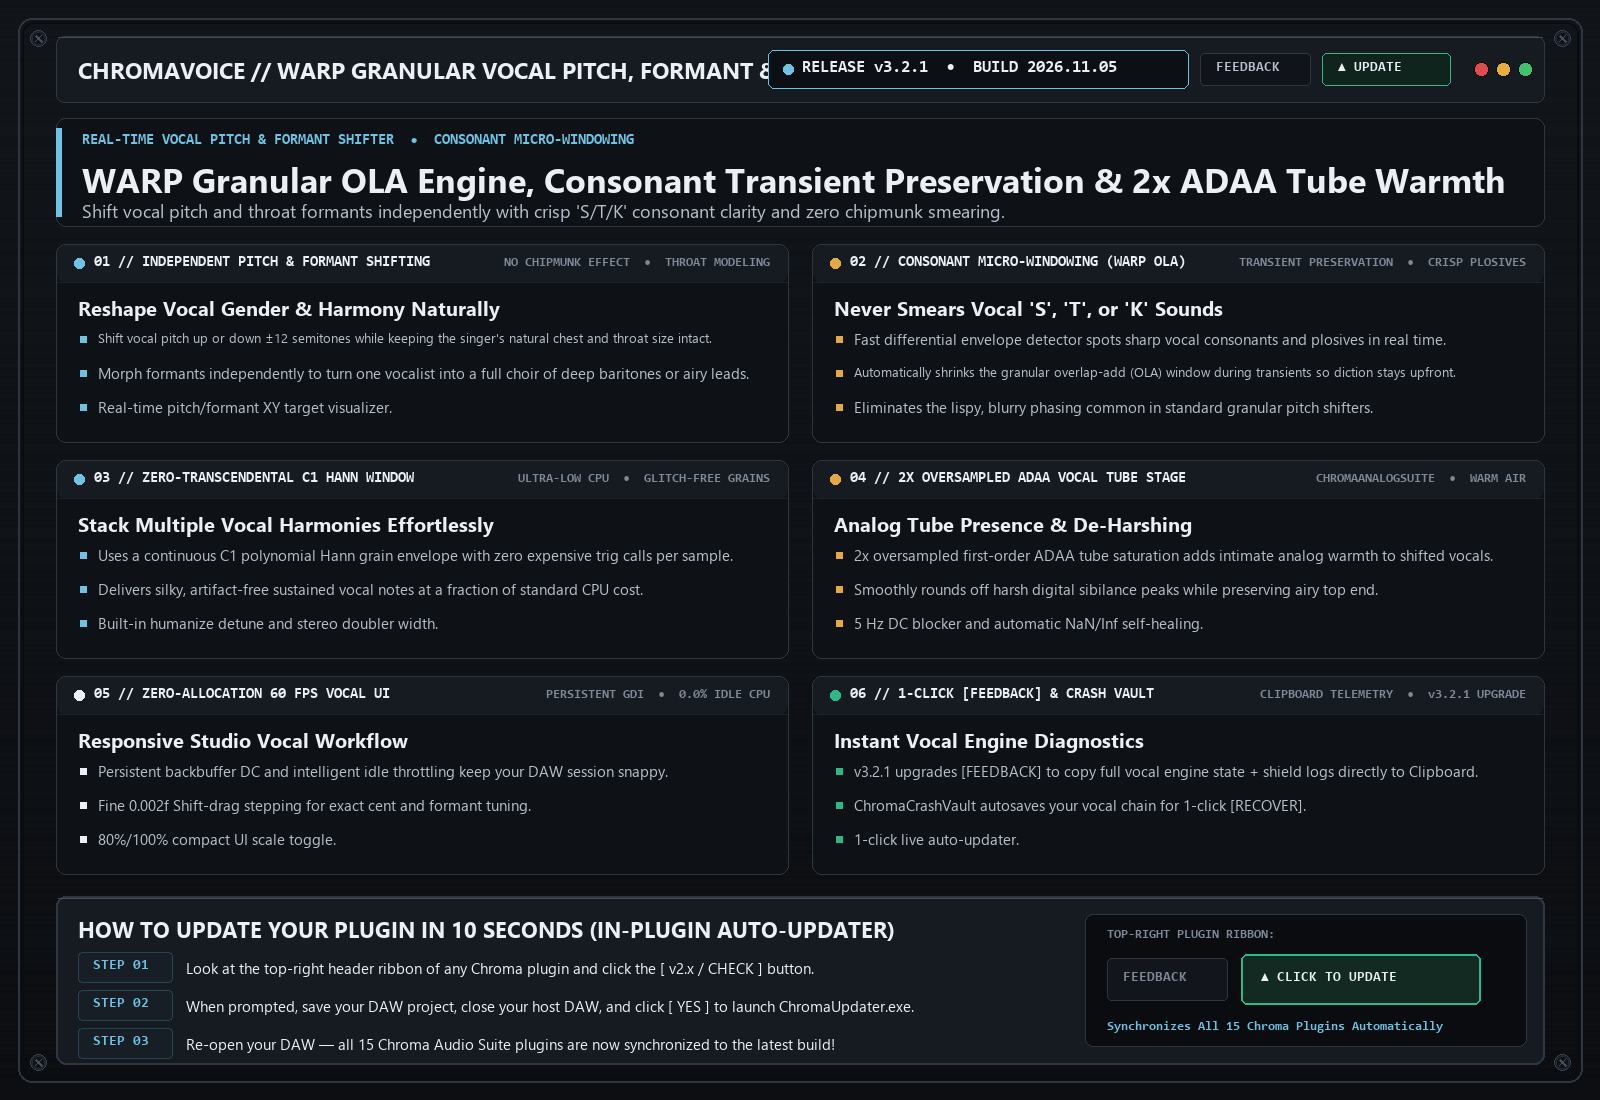 CHROMAVOICE // WARP GRANULAR VOCAL PITCH, FORMANT &
RELEASE v3.2.1 • BUILD 2026.11.05
FEEDBACK
▲ UPDATE
REAL-TIME VOCAL PITCH & FORMANT SHIFTER • CONSONANT MICRO-WINDOWING
WARP Granular OLA Engine, Consonant Transient Preservation & 2x ADAA Tube Warmth
Shift vocal pitch and throat formants independently with crisp 'S/T/K' consonant clarity and zero chipmunk smearing.
01 // INDEPENDENT PITCH & FORMANT SHIFTING
NO CHIPMUNK EFFECT • THROAT MODELING
Reshape Vocal Gender & Harmony Naturally
Shift vocal pitch up or down ±12 semitones while keeping the singer's natural chest and throat size intact.
Morph formants independently to turn one vocalist into a full choir of deep baritones or airy leads.
Real-time pitch/formant XY target visualizer.
02 // CONSONANT MICRO-WINDOWING (WARP OLA)
TRANSIENT PRESERVATION • CRISP PLOSIVES
Never Smears Vocal 'S', 'T', or 'K' Sounds
Fast differential envelope detector spots sharp vocal consonants and plosives in real time.
Automatically shrinks the granular overlap-add (OLA) window during transients so diction stays upfront.
Eliminates the lispy, blurry phasing common in standard granular pitch shifters.
03 // ZERO-TRANSCENDENTAL C1 HANN WINDOW
ULTRA-LOW CPU • GLITCH-FREE GRAINS
Stack Multiple Vocal Harmonies Effortlessly
Uses a continuous C1 polynomial Hann grain envelope with zero expensive trig calls per sample.
Delivers silky, artifact-free sustained vocal notes at a fraction of standard CPU cost.
Built-in humanize detune and stereo doubler width.
04 // 2X OVERSAMPLED ADAA VOCAL TUBE STAGE
CHROMAANALOGSUITE • WARM AIR
Analog Tube Presence & De-Harshing
2x oversampled first-order ADAA tube saturation adds intimate analog warmth to shifted vocals.
Smoothly rounds off harsh digital sibilance peaks while preserving airy top end.
5 Hz DC blocker and automatic NaN/Inf self-healing.
05 // ZERO-ALLOCATION 60 FPS VOCAL UI
PERSISTENT GDI • 0.0% IDLE CPU
Responsive Studio Vocal Workflow
Persistent backbuffer DC and intelligent idle throttling keep your DAW session snappy.
Fine 0.002f Shift-drag stepping for exact cent and formant tuning.
80%/100% compact UI scale toggle.
06 // 1-CLICK [FEEDBACK] & CRASH VAULT
CLIPBOARD TELEMETRY • v3.2.1 UPGRADE
Instant Vocal Engine Diagnostics
v3.2.1 upgrades [FEEDBACK] to copy full vocal engine state + shield logs directly to Clipboard.
ChromaCrashVault autosaves your vocal chain for 1-click [RECOVER].
1-click live auto-updater.
HOW TO UPDATE YOUR PLUGIN IN 10 SECONDS (IN-PLUGIN AUTO-UPDATER)
STEP 01
Look at the top-right header ribbon of any Chroma plugin and click the [ v2.x / CHECK ] button.
STEP 02
When prompted, save your DAW project, close your host DAW, and click [ YES ] to launch ChromaUpdater.exe.
STEP 03
Re-open your DAW — all 15 Chroma Audio Suite plugins are now synchronized to the latest build!
TOP-RIGHT PLUGIN RIBBON:
FEEDBACK
▲ CLICK TO UPDATE
Synchronizes All 15 Chroma Plugins Automatically